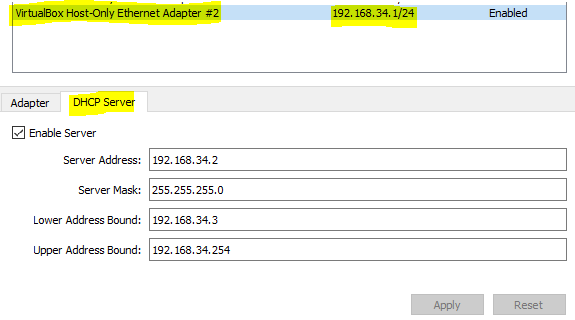 VirtualBox Host-Only Ethernet Adapter #2 192.168.34.1/24 Enabled
Adapter DHCP Server
Enable Server
Server Address: 192.168.34.2
Server Mask: 255.255.255.0
Lower Address Bound: 192.168.34.3
Upper Address Bound: 192.168.34.254
Apply Reset